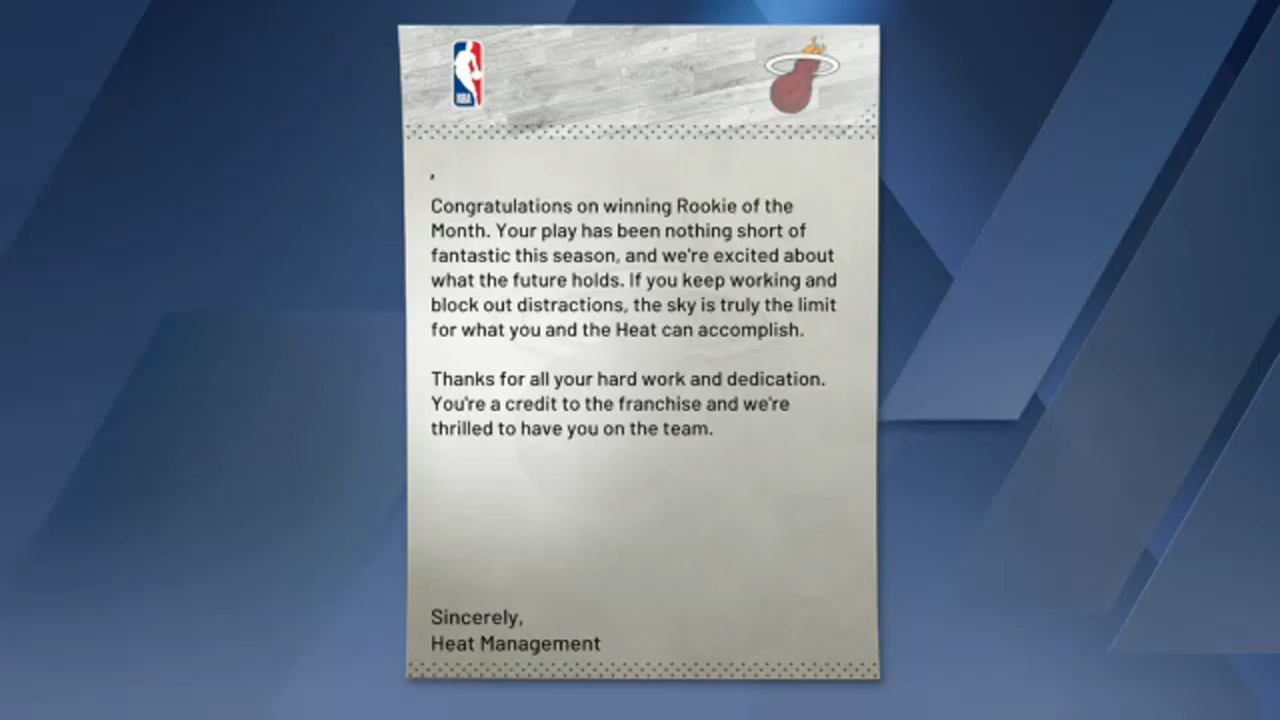 NBA
,
Congratulations on winning Rookie of the
Month. Your play has been nothing short of
fantastic this season, and we're excited about
what the future holds. If you keep working and
block out distractions, the sky is truly the limit
for what you and the Heat can accomplish.
Thanks for all your hard work and dedication.
You're a credit to the franchise and we're
thrilled to have you on the team.
Sincerely,
Heat Management